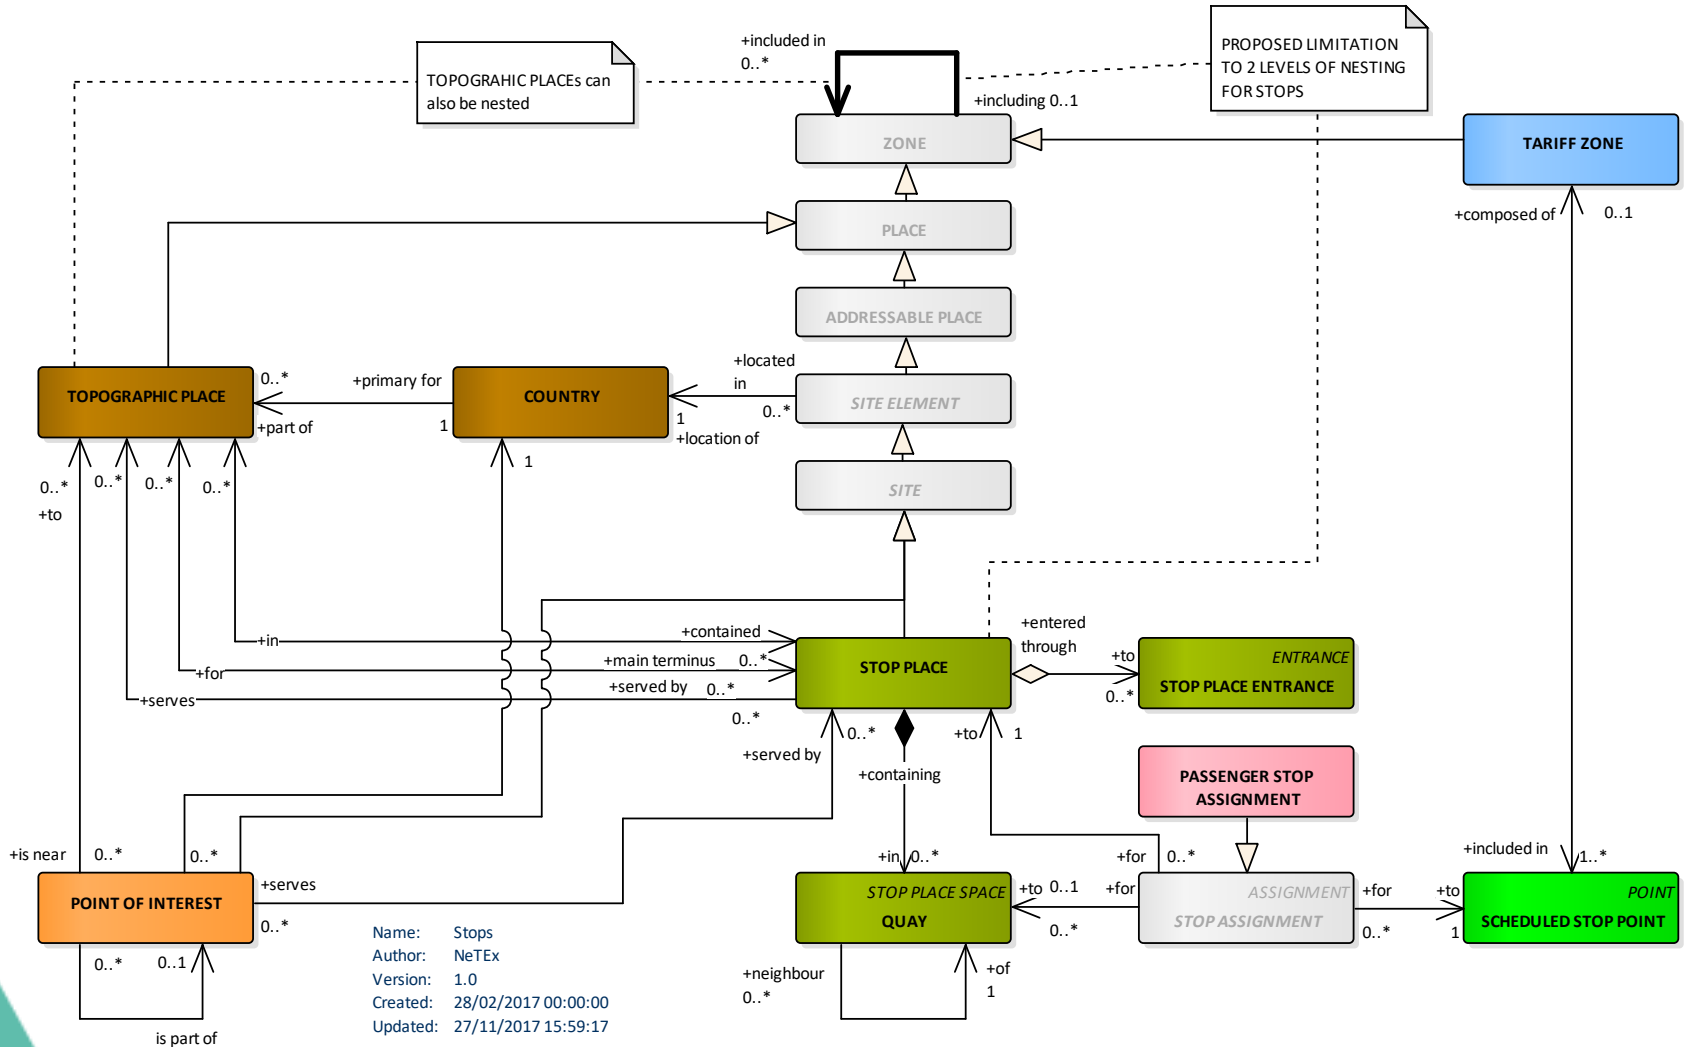 +included in
0..*
TOPOGRAHIC PLACEs can
also be nested
PROPOSED LIMITATION
TO 2 LEVELS OF NESTING
FOR STOPS
+including 0..1
ZONE
TARIFF ZONE
+composed of
0..1
PLACE
ADDRESSABLE PLACE
+located
in
0..*
SITE ELEMENT
TOPOGRAPHIC PLACE
0..*
+part of
+primary for
1
COUNTRY
1
+location of
1
0..*
+to
0..*
0..*
0..*
SITE
+in
+contained
+for
+main terminus
0..*
+serves
+served by
0..*
0..*
STOP PLACE
+entered
through
+to
0..*
ENTRANCE
STOP PLACE ENTRANCE
+served by
0..*
+containing
+to
1
PASSENGER STOP
ASSIGNMENT
+is near
0..*
0..*
POINT OF INTEREST
+serves
0..*
0..*
0..1
is part of
+in
0..*
STOP PLACE SPACE
QUAY
+to
0..1
0..*
+for
+for
0..*
ASSIGNMENT
STOP ASSIGNMENT
+for
0..*
+to
1
+included in
1..*
POINT
SCHEDULED STOP POINT
+neighbour
0..*
+of
1
Name: Stops
Author: NeTEx
Version: 1.0
Created: 28/02/2017 00:00:00
Updated: 27/11/2017 15:59:17